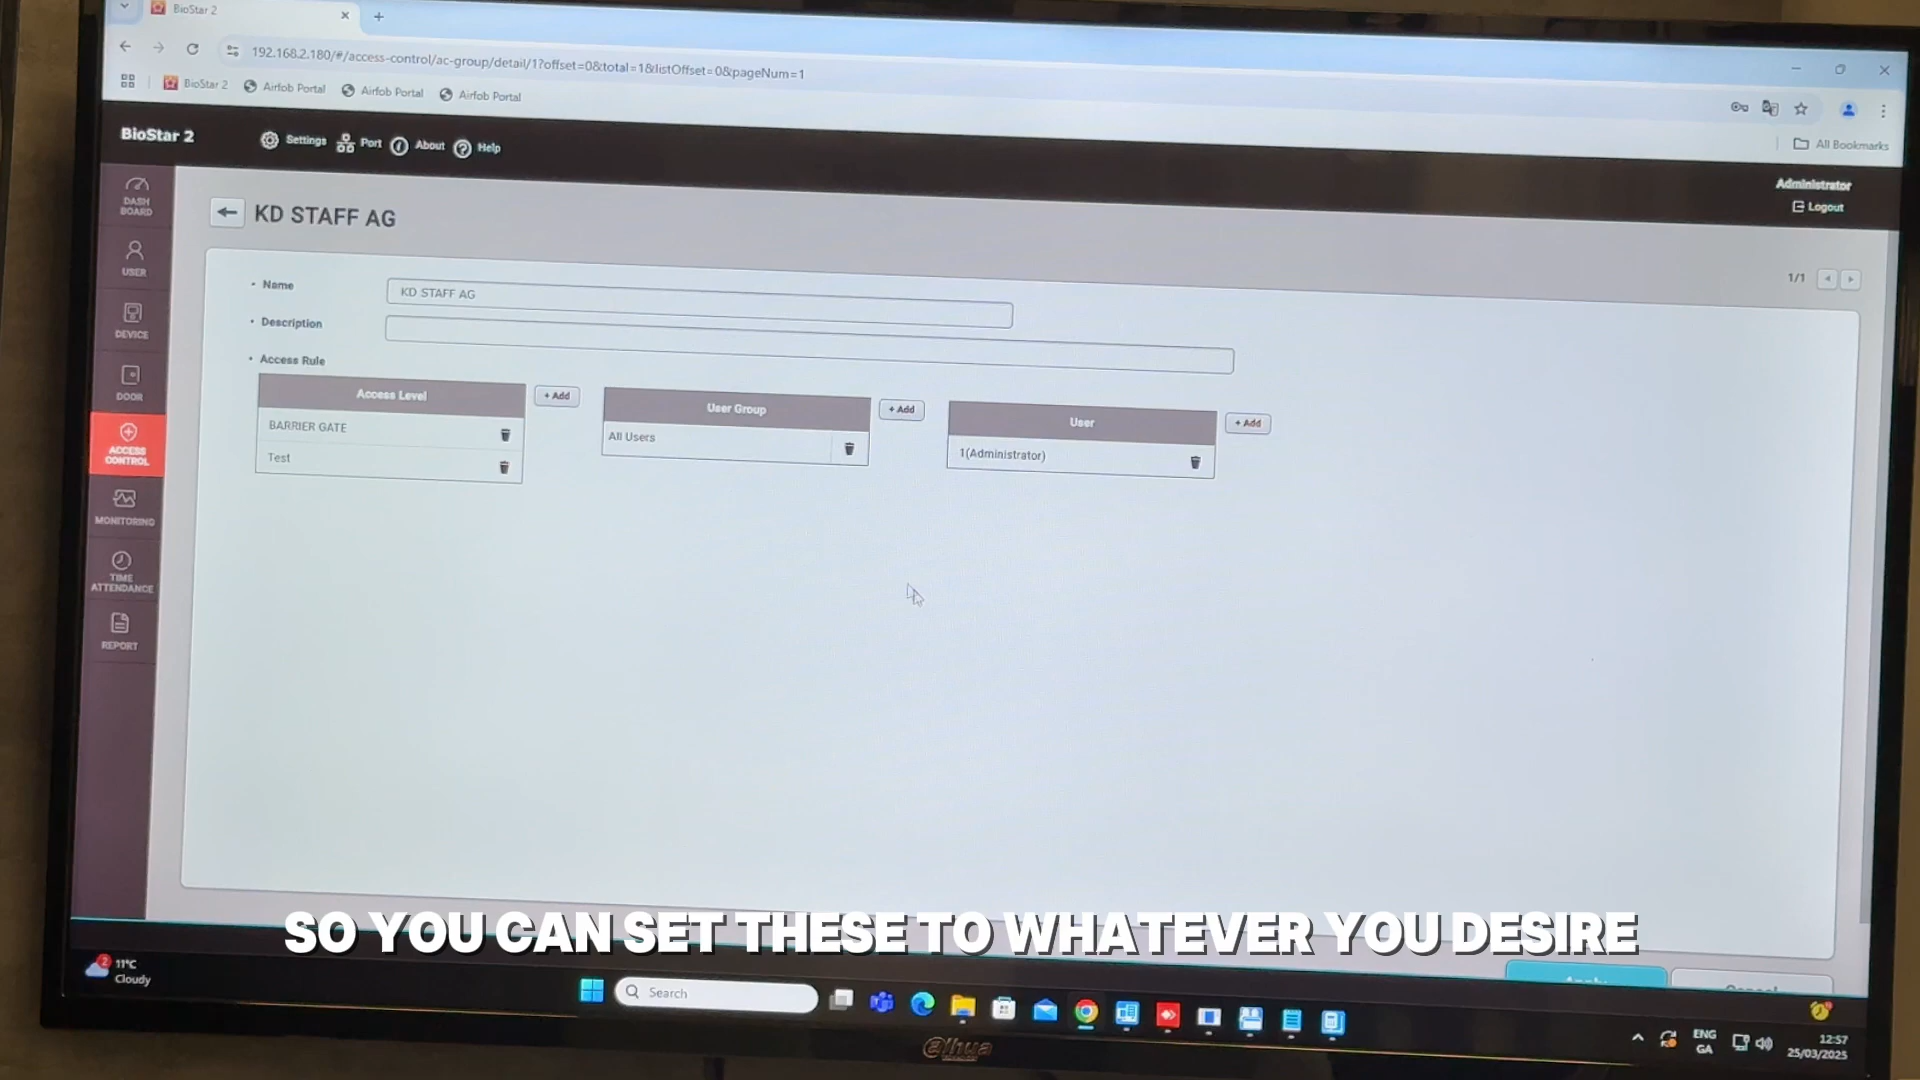 BioStar 2
192.168.2.180/#/access-control/ac-group/detail/1?offset=0&total=1&listOffset=0&pageNum=1
BioStar 2 Airfob Portal Airfob Portal Airfob Portal
All Bookmarks
BioStar 2 Settings Port About Help
Administrator
Logout
DASH
BOARD
USER
DEVICE
DOOR
ACCESS
CONTROL
MONITORING
TIME
ATTENDANCE
REPORT
KD STAFF AG
1/1
• Name KD STAFF AG
• Description
• Access Rule
Access Level + Add
BARRIER GATE
Test
User Group + Add
All Users
User + Add
1(Administrator)
SO YOU CAN SET THESE TO WHATEVER YOU DESIRE
Apply Cancel
2
11°C
Cloudy
Search
ENG
GA
12:57
25/03/2025
alhua